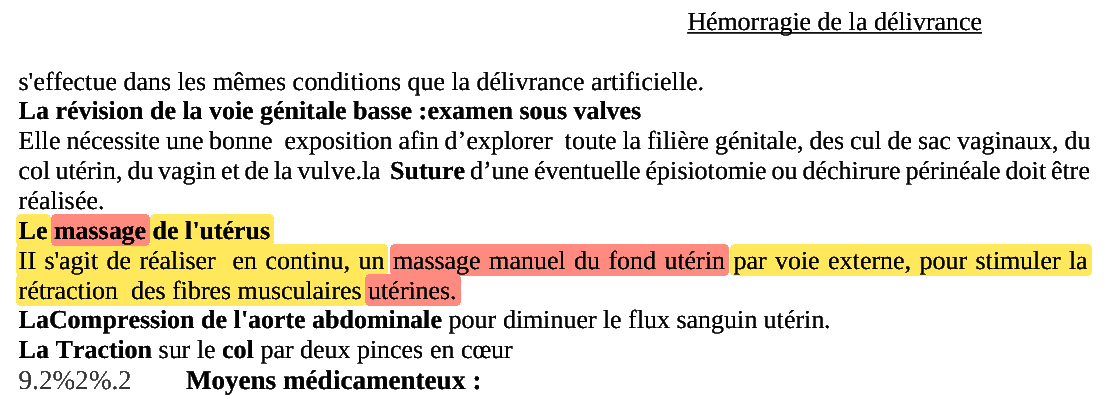 Hémorragie de la délivrance
s'effectue dans les mêmes conditions que la délivrance artificielle.
La révision de la voie génitale basse :examen sous valves
Elle nécessite une bonne exposition afin d’explorer toute la filière génitale, des cul de sac vaginaux, du
col utérin, du vagin et de la vulve.la Suture d’une éventuelle épisiotomie ou déchirure périnéale doit être
réalisée.
Le massage de l'utérus
II s'agit de réaliser en continu, un massage manuel du fond utérin par voie externe, pour stimuler la
rétraction des fibres musculaires utérines.
LaCompression de l'aorte abdominale pour diminuer le flux sanguin utérin.
La Traction sur le col par deux pinces en cœur
9.2%2%.2 Moyens médicamenteux :